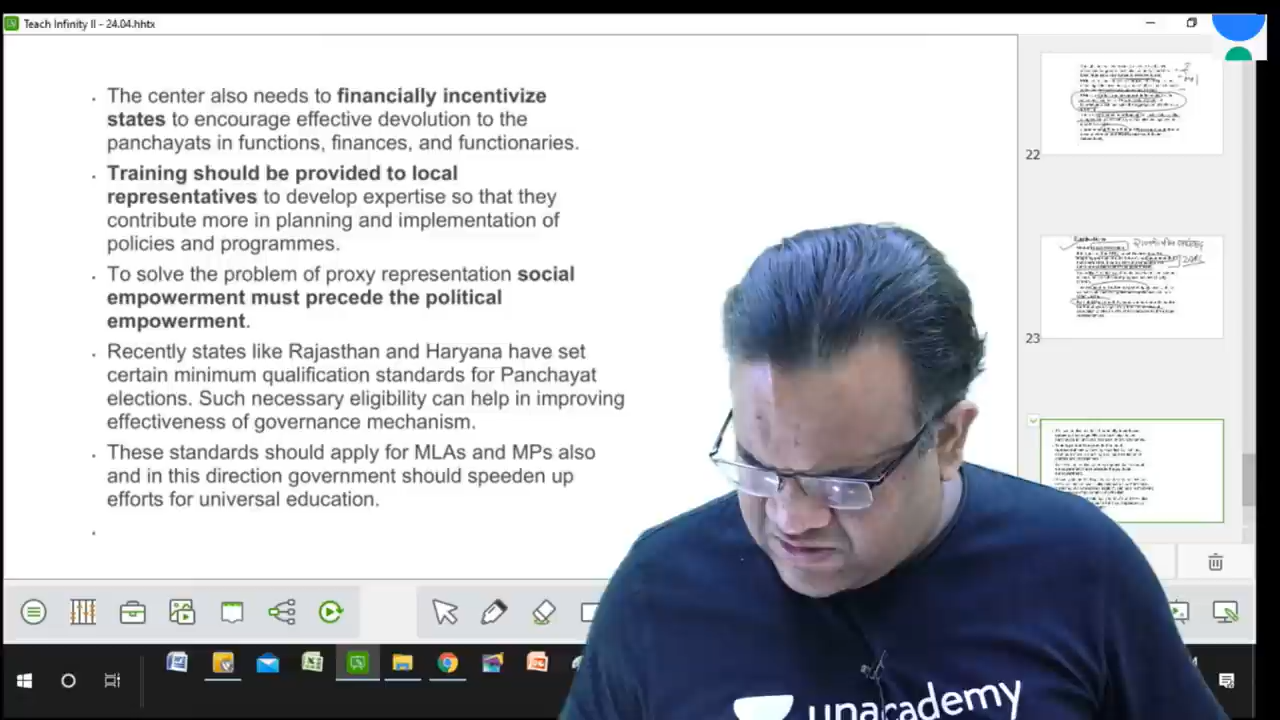 Teach Infinity II - 24.04.hhtx
. The center also needs to financially incentivize
states to encourage effective devolution to the
panchayats in functions, finances, and functionaries.
. Training should be provided to local
representatives to develop expertise so that they
contribute more in planning and implementation of
policies and programmes.
. To solve the problem of proxy representation social
empowerment must precede the political
empowerment.
. Recently states like Rajasthan and Haryana have set
certain minimum qualification standards for Panchayat
elections. Such necessary eligibility can help in improving
effectiveness of governance mechanism.
. These standards should apply for MLAs and MPs also
and in this direction government should speeden up
efforts for universal education.
.
22
23
unacademy